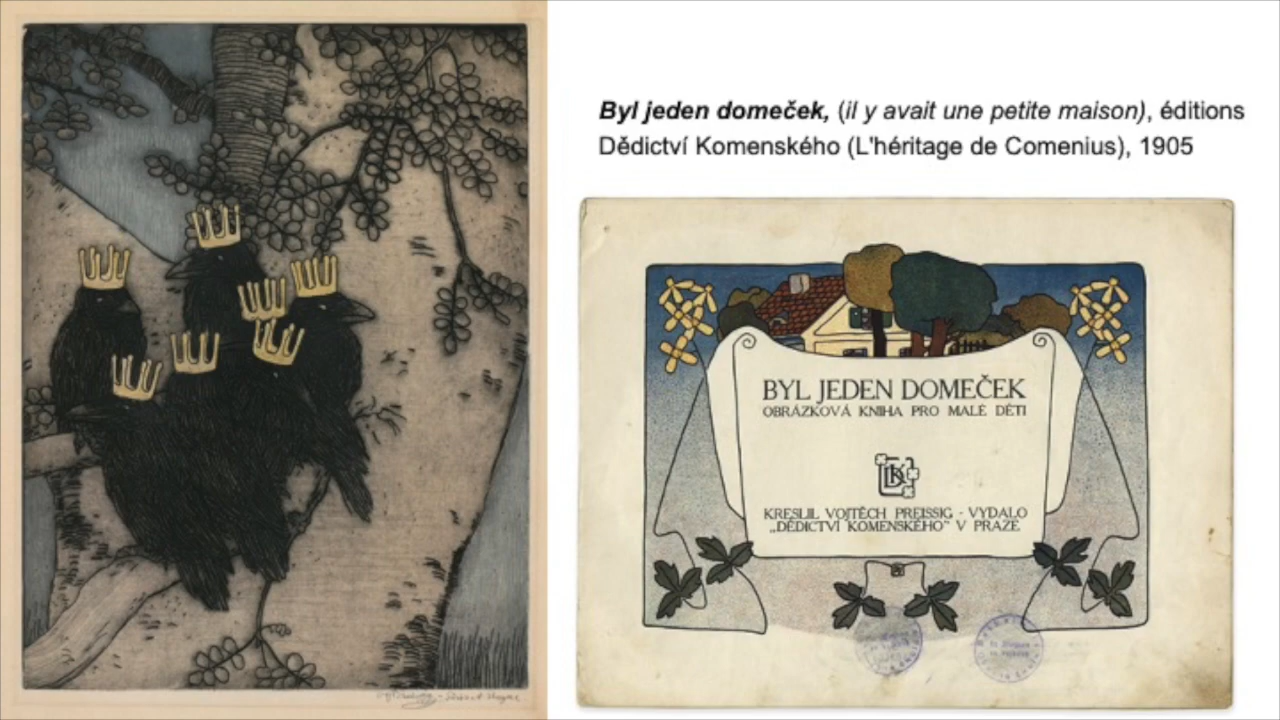 Byl jeden domeček, (il y avait une petite maison), éditions
Dědictví Komenského (L'héritage de Comenius), 1905
BYL JEDEN DOMEČEK
OBRÁZKOVÁ KNIHA PRO MALÉ DĚTI
DK
KRESLIL VOJTĚCH PREISSIG - VYDALO
„DĚDICTVÍ KOMENSKÉHO" V PRAZE